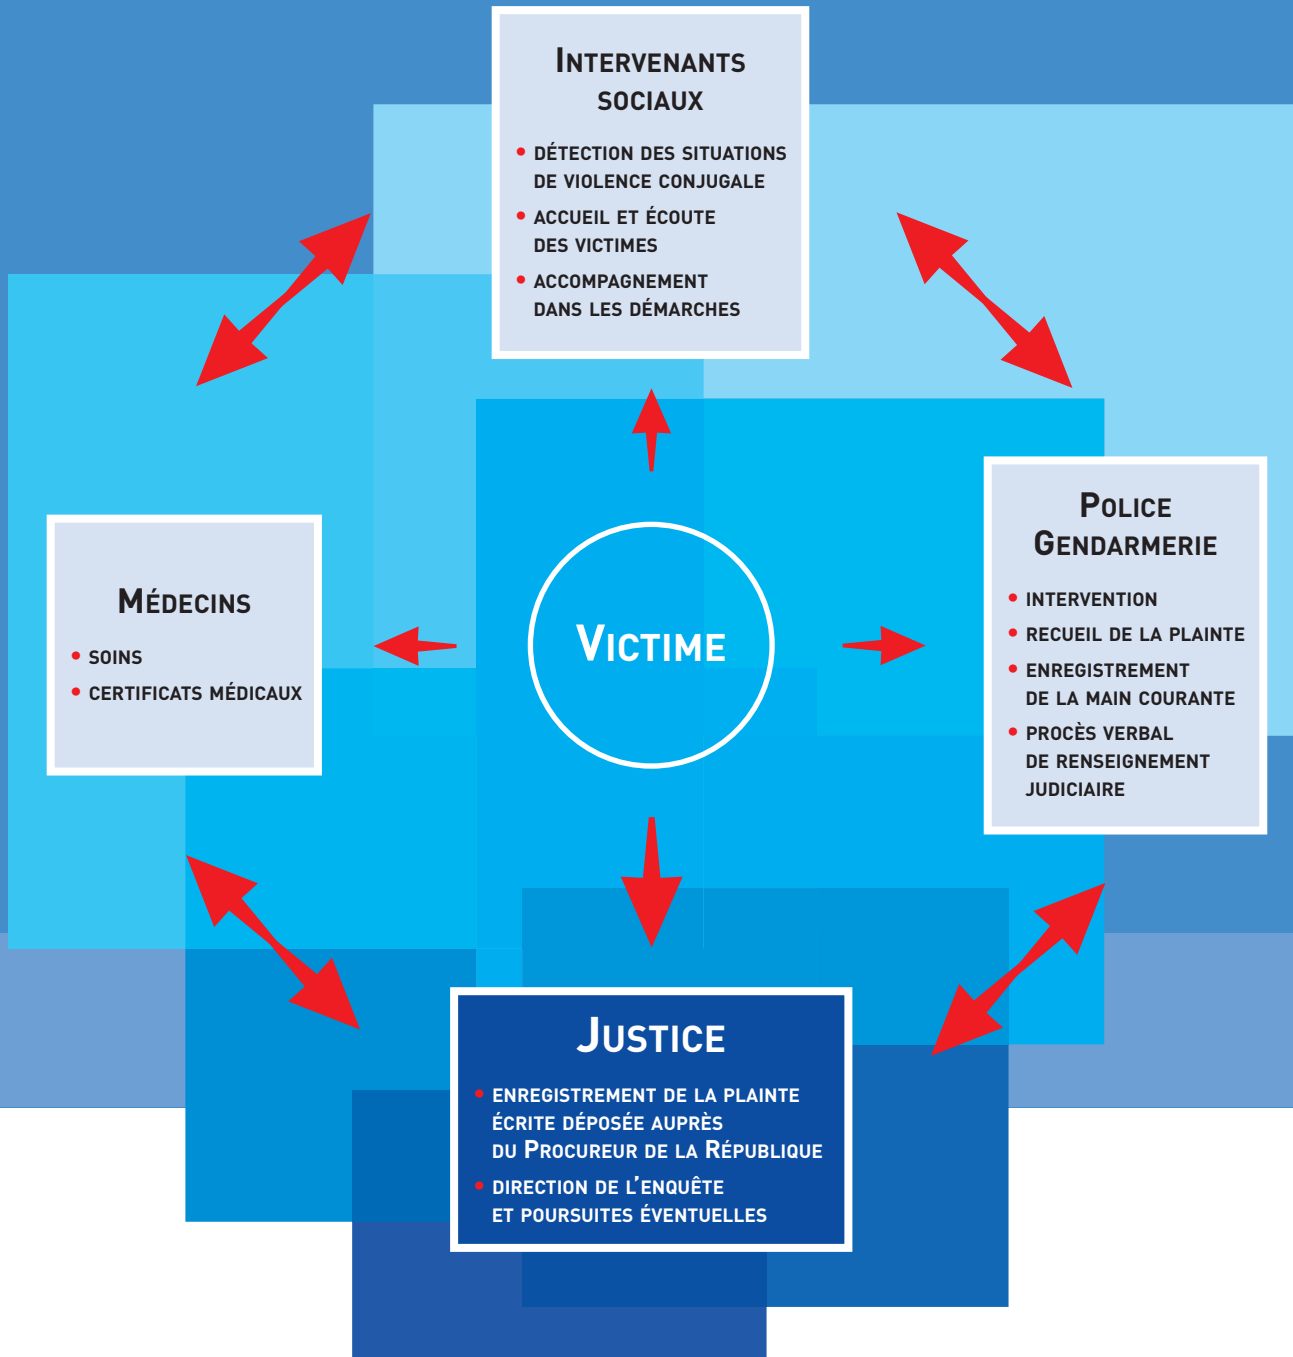 INTERVENANTS
SOCIAUX
• DÉTECTION DES SITUATIONS
DE VIOLENCE CONJUGALE
• ACCUEIL ET ÉCOUTE
DES VICTIMES
• ACCOMPAGNEMENT
DANS LES DÉMARCHES
MÉDECINS
• SOINS
• CERTIFICATS MÉDICAUX
VICTIME
POLICE
GENDARMERIE
• INTERVENTION
• RECUEIL DE LA PLAINTE
• ENREGISTREMENT
DE LA MAIN COURANTE
• PROCÈS VERBAL
DE RENSEIGNEMENT
JUDICIAIRE
JUSTICE
• ENREGISTREMENT DE LA PLAINTE
ÉCRITE DÉPOSÉE AUPRÈS
DU PROCUREUR DE LA RÉPUBLIQUE
• DIRECTION DE L'ENQUÊTE
ET POURSUITES ÉVENTUELLES